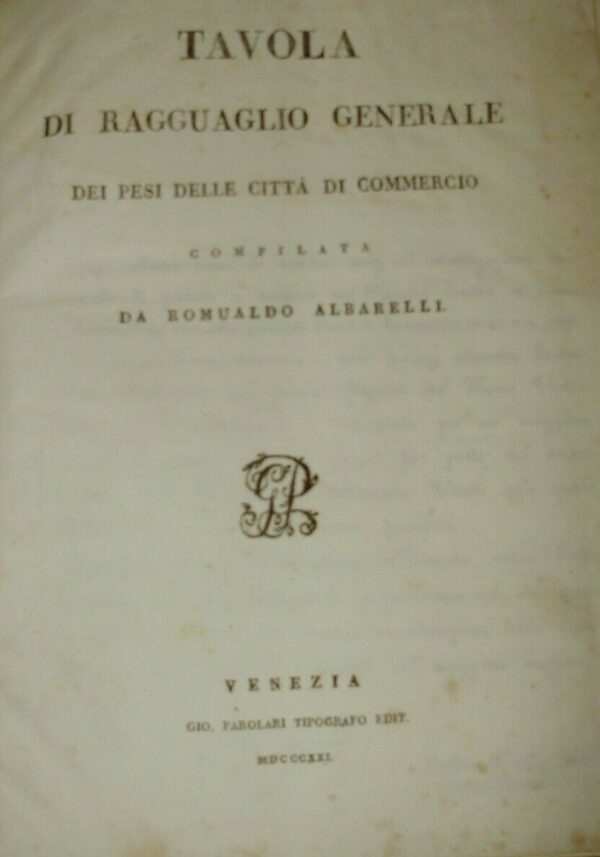 TAVOLA
DI RAGGUAGLIO GENERALE
DEI PESI DELLE CITTÀ DI COMMERCIO
COMPILATA
DA ROMUALDO ALBARELLI.
GP
VENEZIA
GIO. PAROLARI TIPOGRAFO EDIT.
MDCCCXXI.